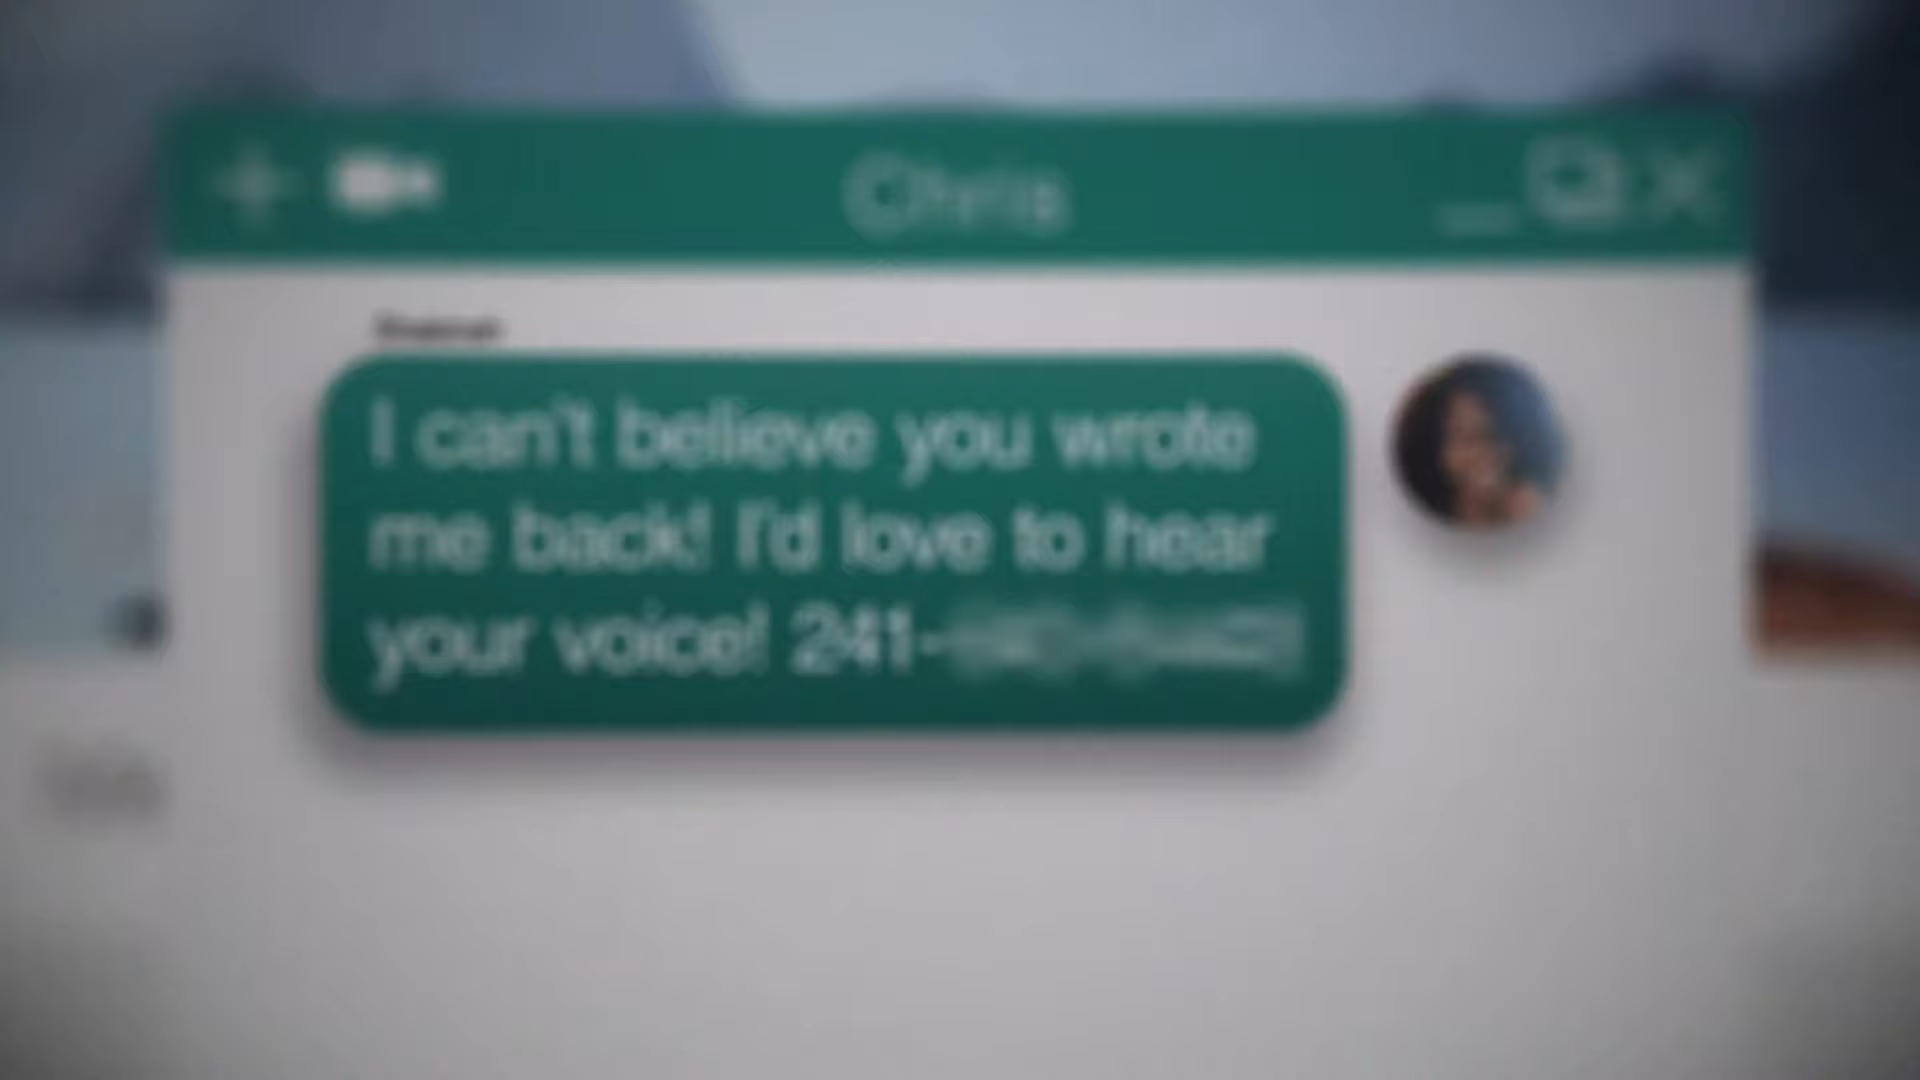 Chris
I can't believe you wrote
me back! I'd love to hear
your voice! 241-